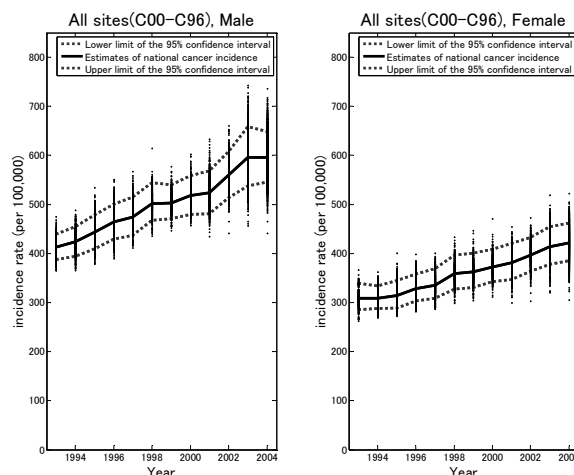 All sites(C00-C96), Male
Lower limit of the 95% confidence interval
Estimates of national cancer incidence
Upper limit of the 95% confidence interval
incidence rate (per 100,000)
800
700
600
500
400
300
200
100
0
1994 1996 1998 2000 2002 2004
Year
All sites(C00-C96), Female
Lower limit of the 95% confidence interval
Estimates of national cancer incidence
Upper limit of the 95% confidence interval
incidence rate (per 100,000)
800
700
600
500
400
300
200
100
0
1994 1996 1998 2000 2002 200
Year